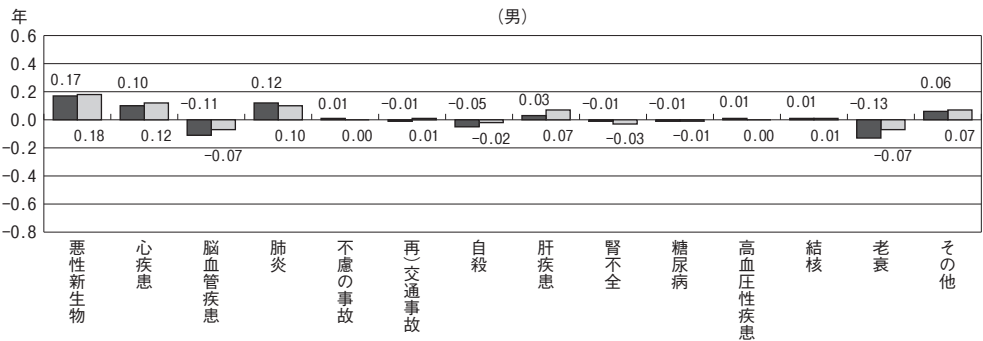 年
(男)
0.6
0.4
0.2
0.0
-0.2
-0.4
-0.6
-0.8
0.17
0.10
-0.11
0.12
0.01
-0.01
-0.05
0.03
-0.01
-0.01
0.01
0.01
-0.13
0.06
0.18
0.12
-0.07
0.10
0.00
0.01
-0.02
0.07
-0.03
-0.01
0.00
0.01
-0.07
0.07
悪性新生物
心疾患
脳血管疾患
肺炎
不慮の事故
再)交通事故
自殺
肝疾患
腎不全
糖尿病
高血圧性疾患
結核
老衰
その他